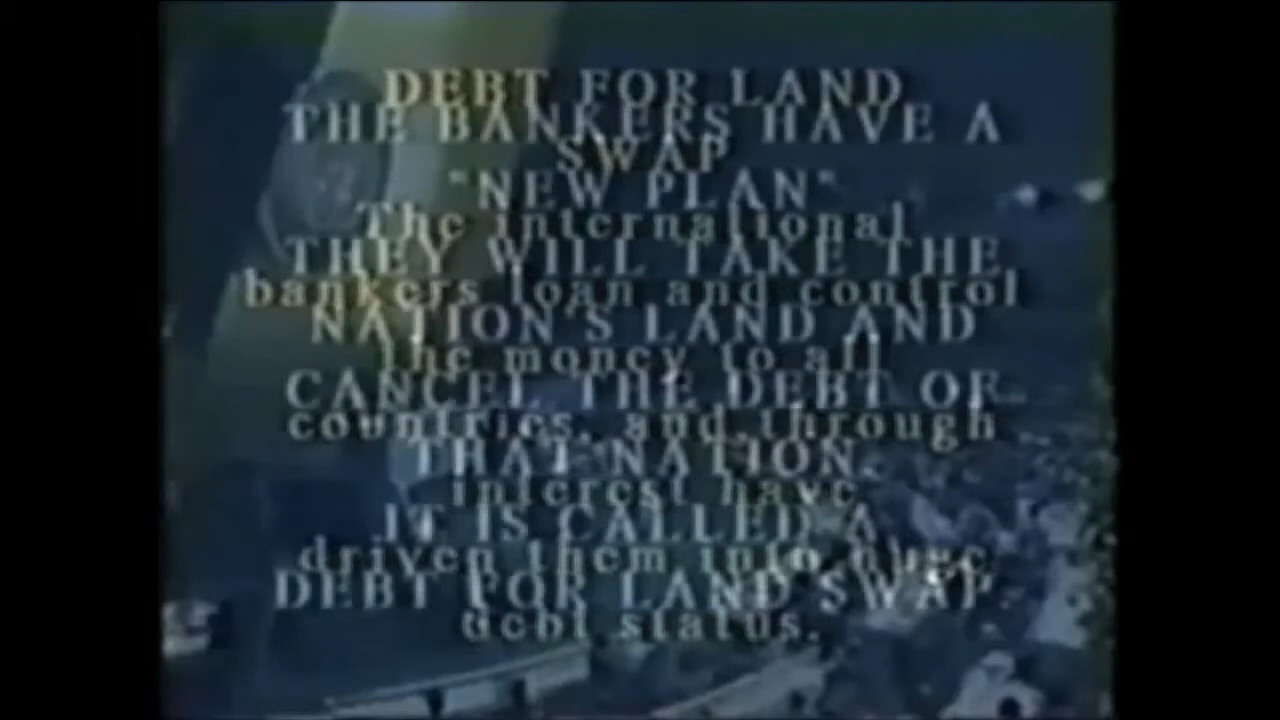 DEBT FOR LAND
THE BANKERS HAVE A
SWAP
"NEW PLAN"
The international
THEY WILL TAKE THE
bankers loan and control
NATION'S LAND AND
the money to all
CANCEL THE DEBT OF
countries, and through
THAT NATION.
interest have
IT IS CALLED A
driven them into huge
DEBT FOR LAND SWAP.
debt status.